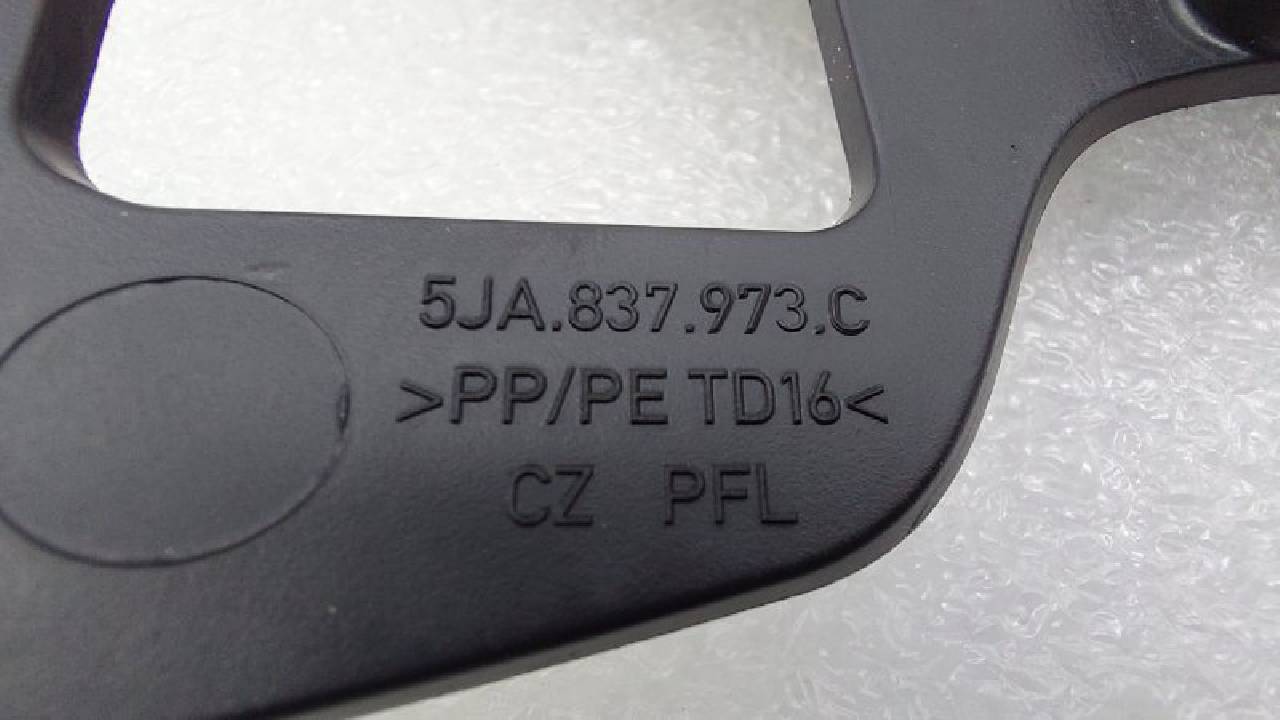 5JA.837.973.C
>PP/PE TD16<
CZ PFL